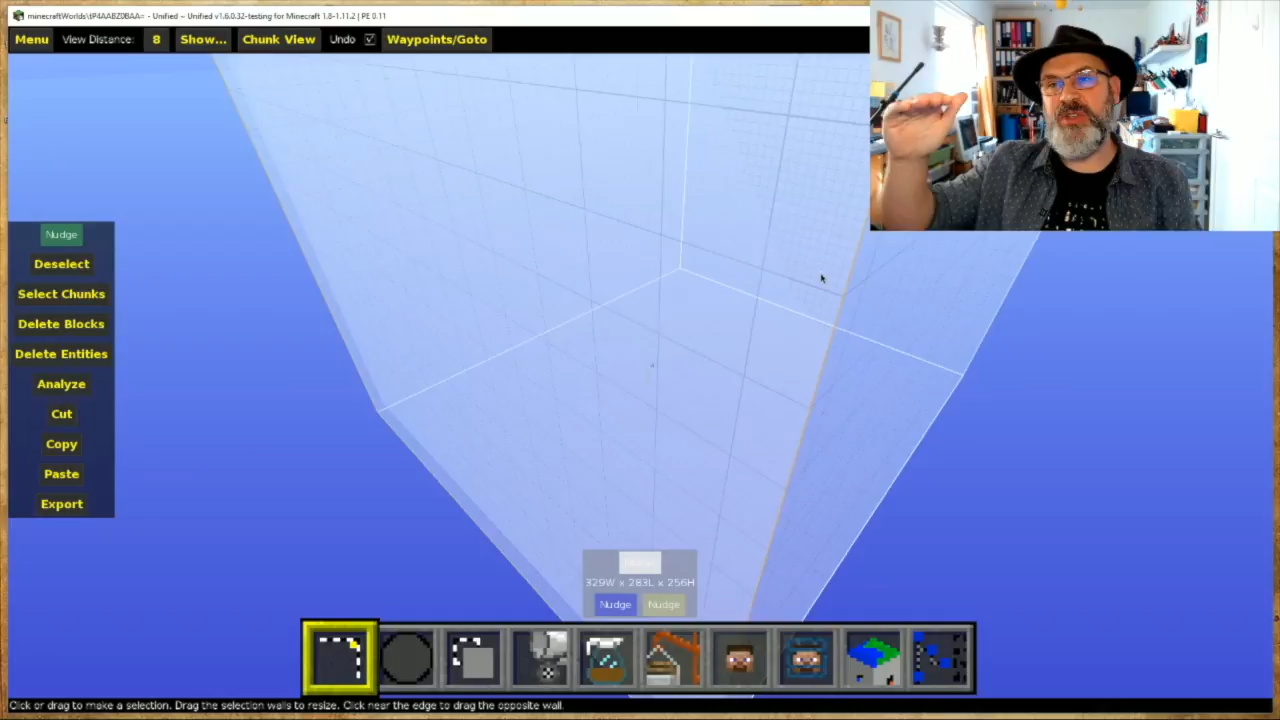 minecraftWorlds\tP4AABZDBAA= - Unified ~ Unified v1.6.0.32-testing for Minecraft 1.8-1.11.2 | PE 0.11
Menu View Distance: 8 Show... Chunk View Undo Waypoints/Goto
Nudge
Deselect
Select Chunks
Delete Blocks
Delete Entities
Analyze
Cut
Copy
Paste
Export
329W x 283L x 256H
Nudge Nudge
Click or drag to make a selection. Drag the selection walls to resize. Click near the edge to drag the opposite wall.